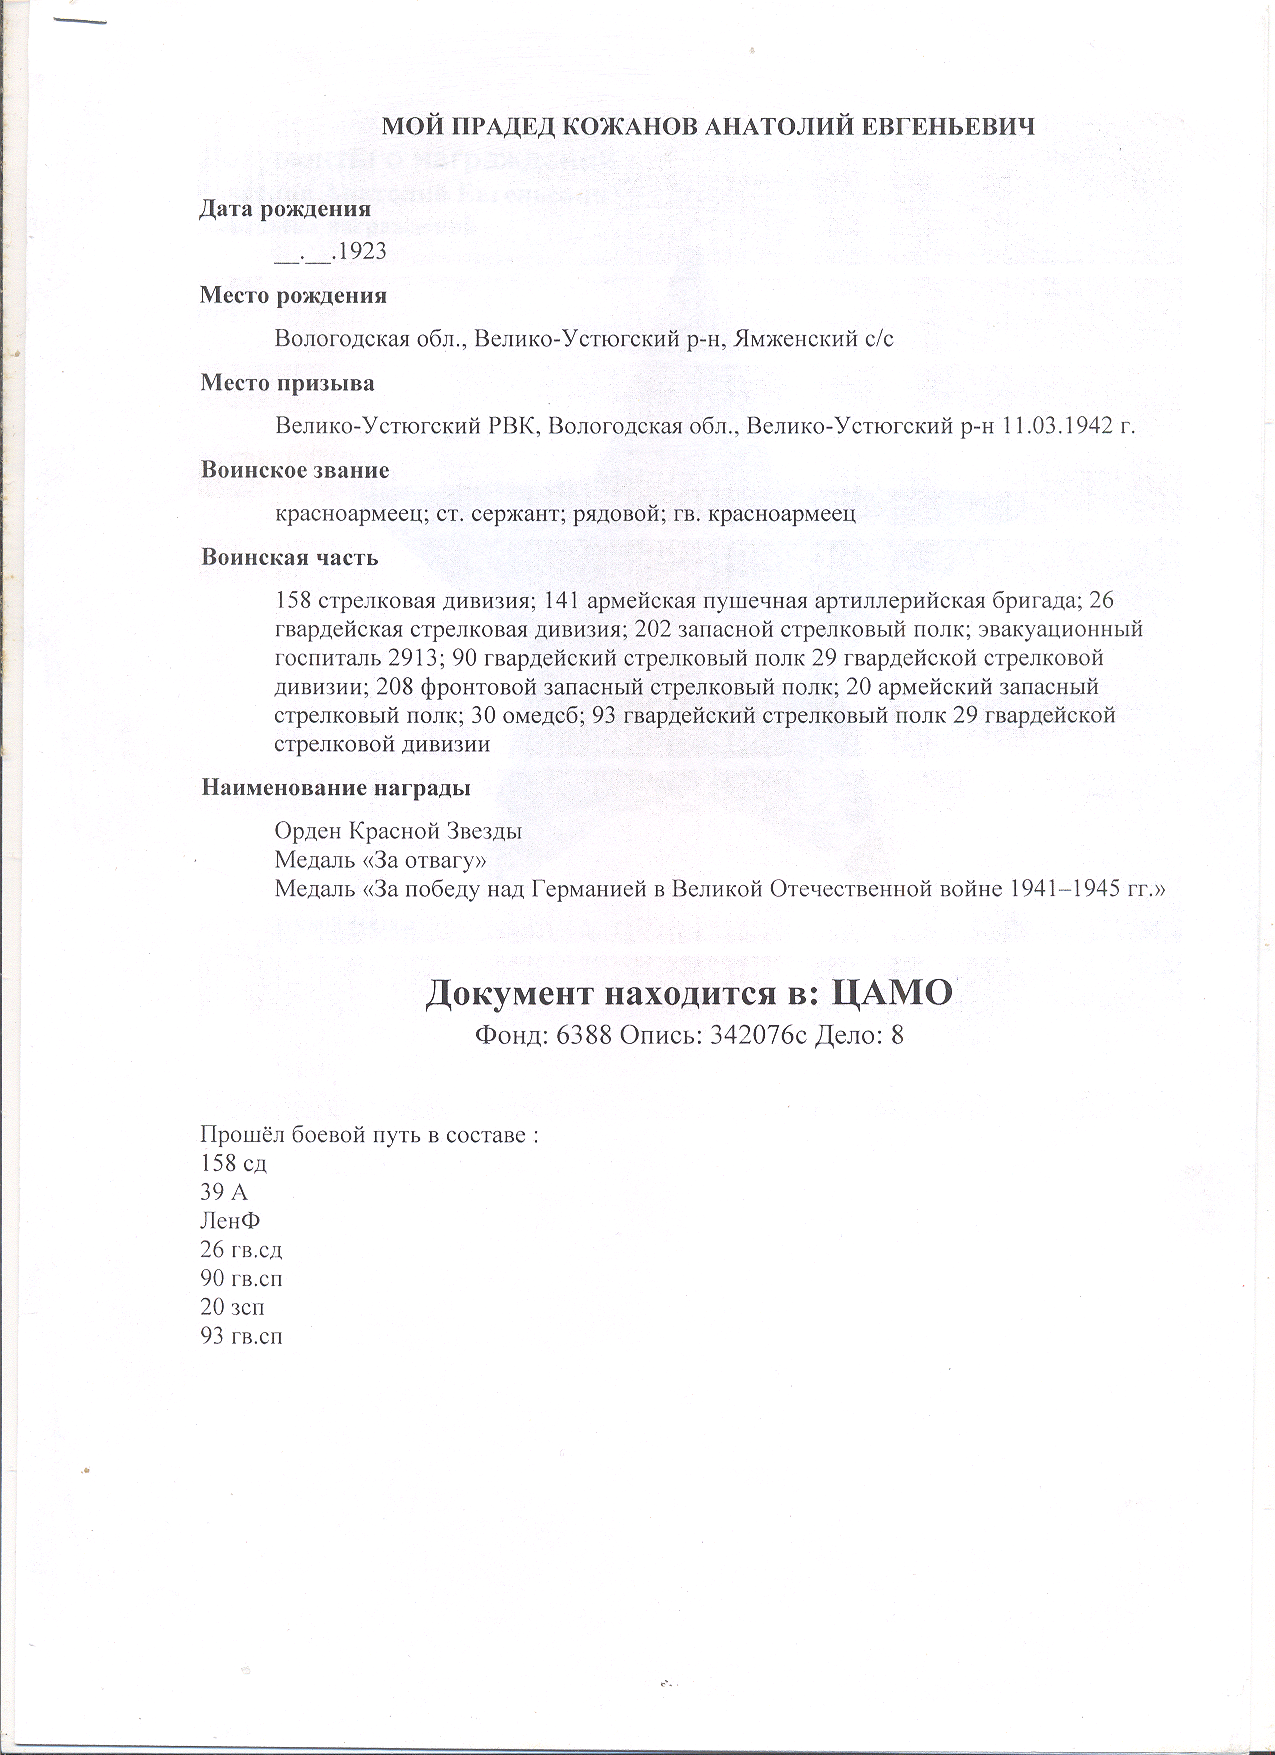 МОЙ ПРАДЕД КОЖАНОВ АНАТОЛИЙ ЕВГЕНЬЕВИЧ
Дата рождения
__.__.1923
Место рождения
Вологодская обл., Велико-Устюгский р-н, Ямженский с/с
Место призыва
Велико-Устюгский РВК, Вологодская обл., Велико-Устюгский р-н 11.03.1942 г.
Воинское звание
красноармеец; ст. сержант; рядовой; гв. красноармеец
Воинская часть
158 стрелковая дивизия; 141 армейская пушечная артиллерийская бригада; 26
гвардейская стрелковая дивизия; 202 запасной стрелковый полк; эвакуационный
госпиталь 2913; 90 гвардейский стрелковый полк 29 гвардейской стрелковой
дивизии; 208 фронтовой запасный стрелковый полк; 20 армейский запасный
стрелковый полк; 30 омедсб; 93 гвардейский стрелковый полк 29 гвардейской
стрелковой дивизии
Наименование награды
Орден Красной Звезды
Медаль «За отвагу»
Медаль «За победу над Германией в Великой Отечественной войне 1941–1945 гг.»
Документ находится в: ЦАМО
Фонд: 6388 Опись: 342076с Дело: 8
Прошёл боевой путь в составе :
158 сд
39 А
ЛенФ
26 гв.сд
90 гв.сп
20 зсп
93 гв.сп